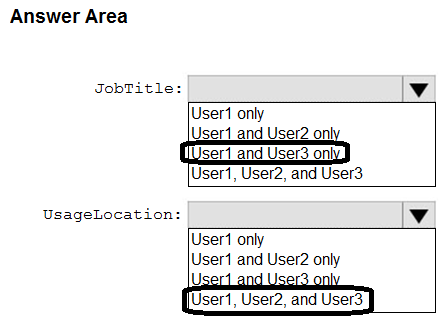 Answer Area
JobTitle:
User1 only
User1 and User2 only
User1 and User3 only
User1, User2, and User3
UsageLocation:
User1 only
User1 and User2 only
User1 and User3 only
User1, User2, and User3